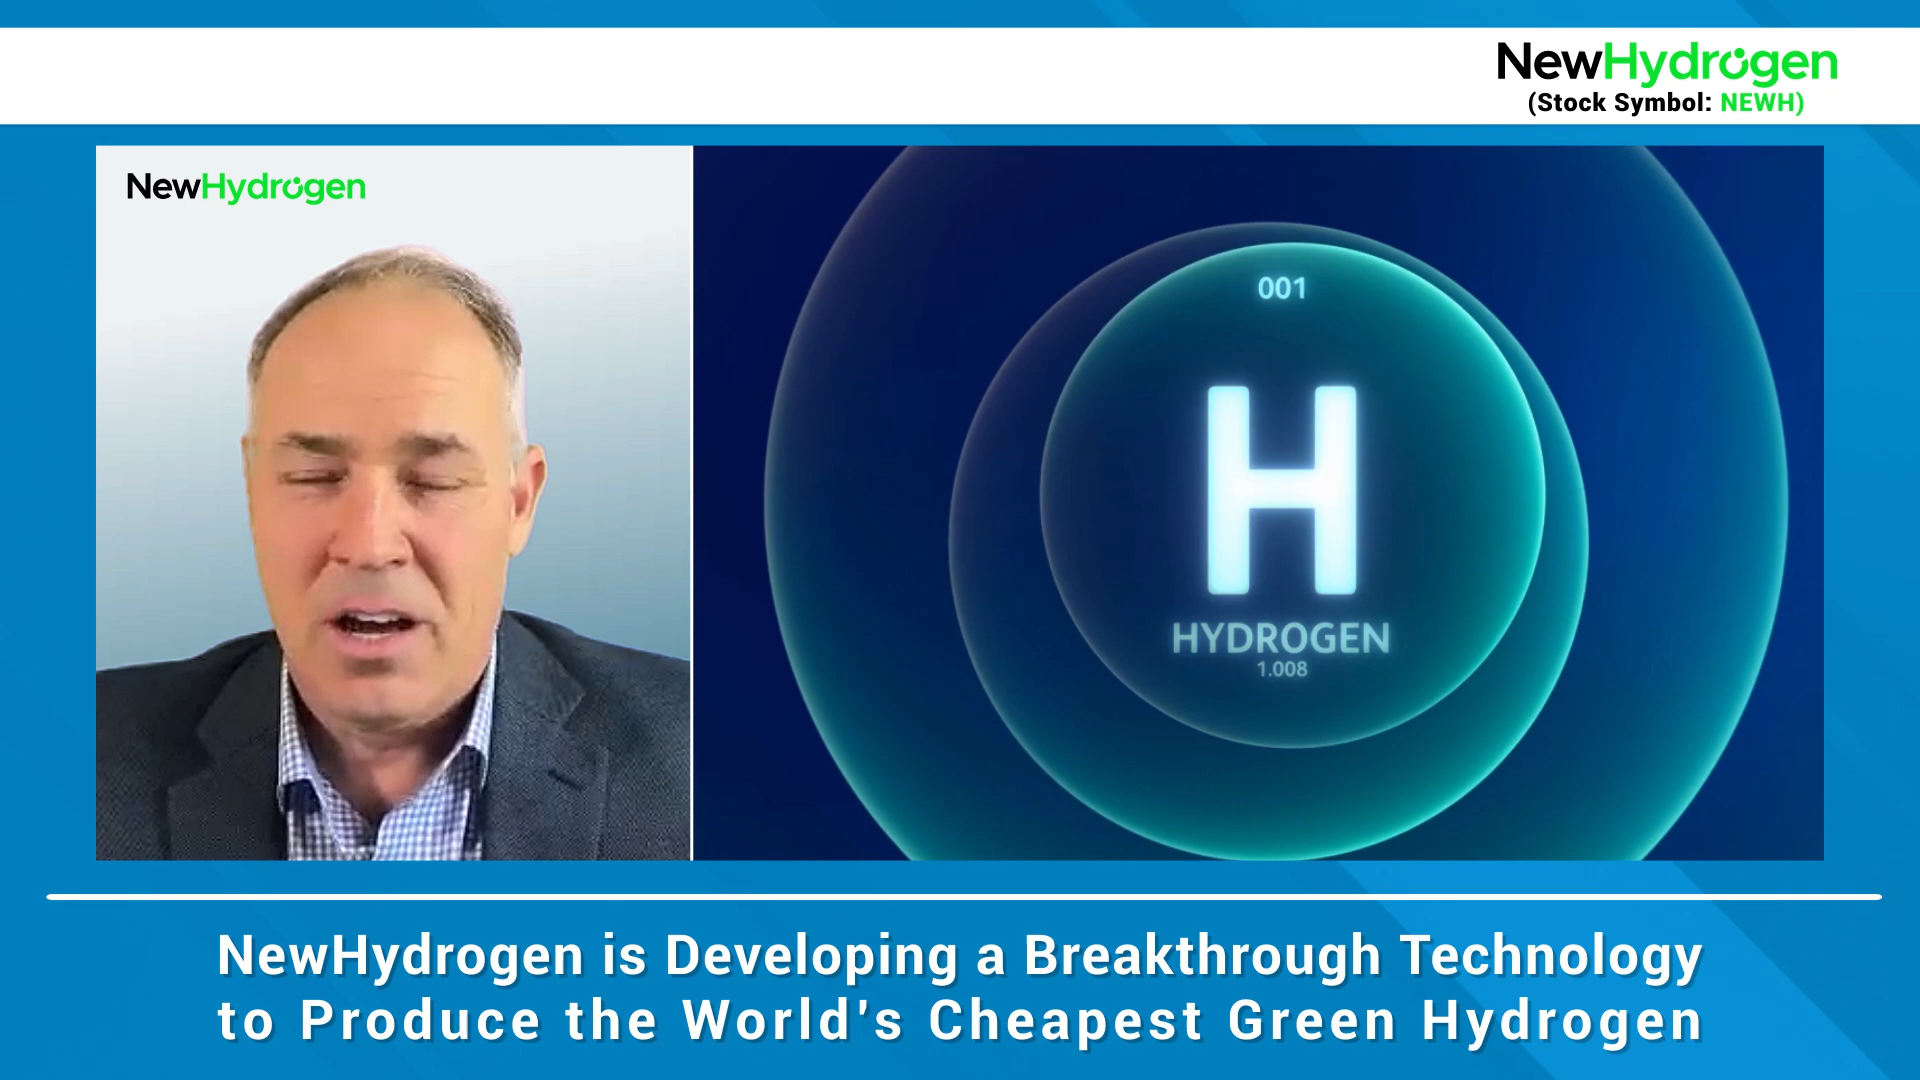 NewHydrogen
(Stock Symbol: NEWH)
NewHydrogen
001
H
HYDROGEN
1.008
NewHydrogen is Developing a Breakthrough Technology
to Produce the World's Cheapest Green Hydrogen